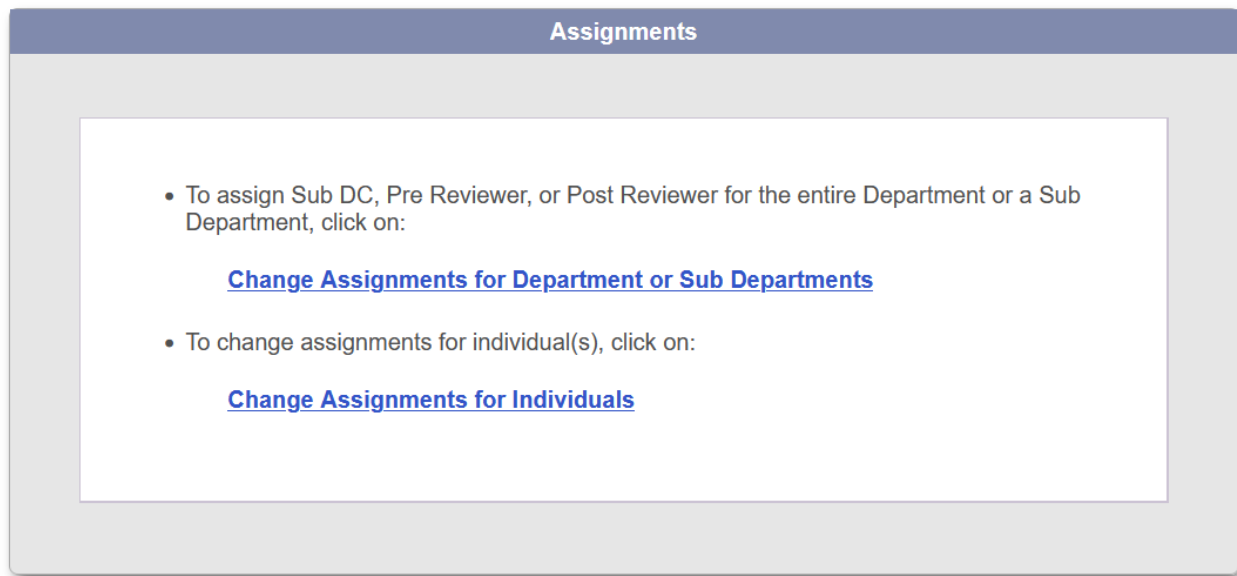 Assignments
• To assign Sub DC, Pre Reviewer, or Post Reviewer for the entire Department or a Sub
Department, click on:
Change Assignments for Department or Sub Departments
• To change assignments for individual(s), click on:
Change Assignments for Individuals